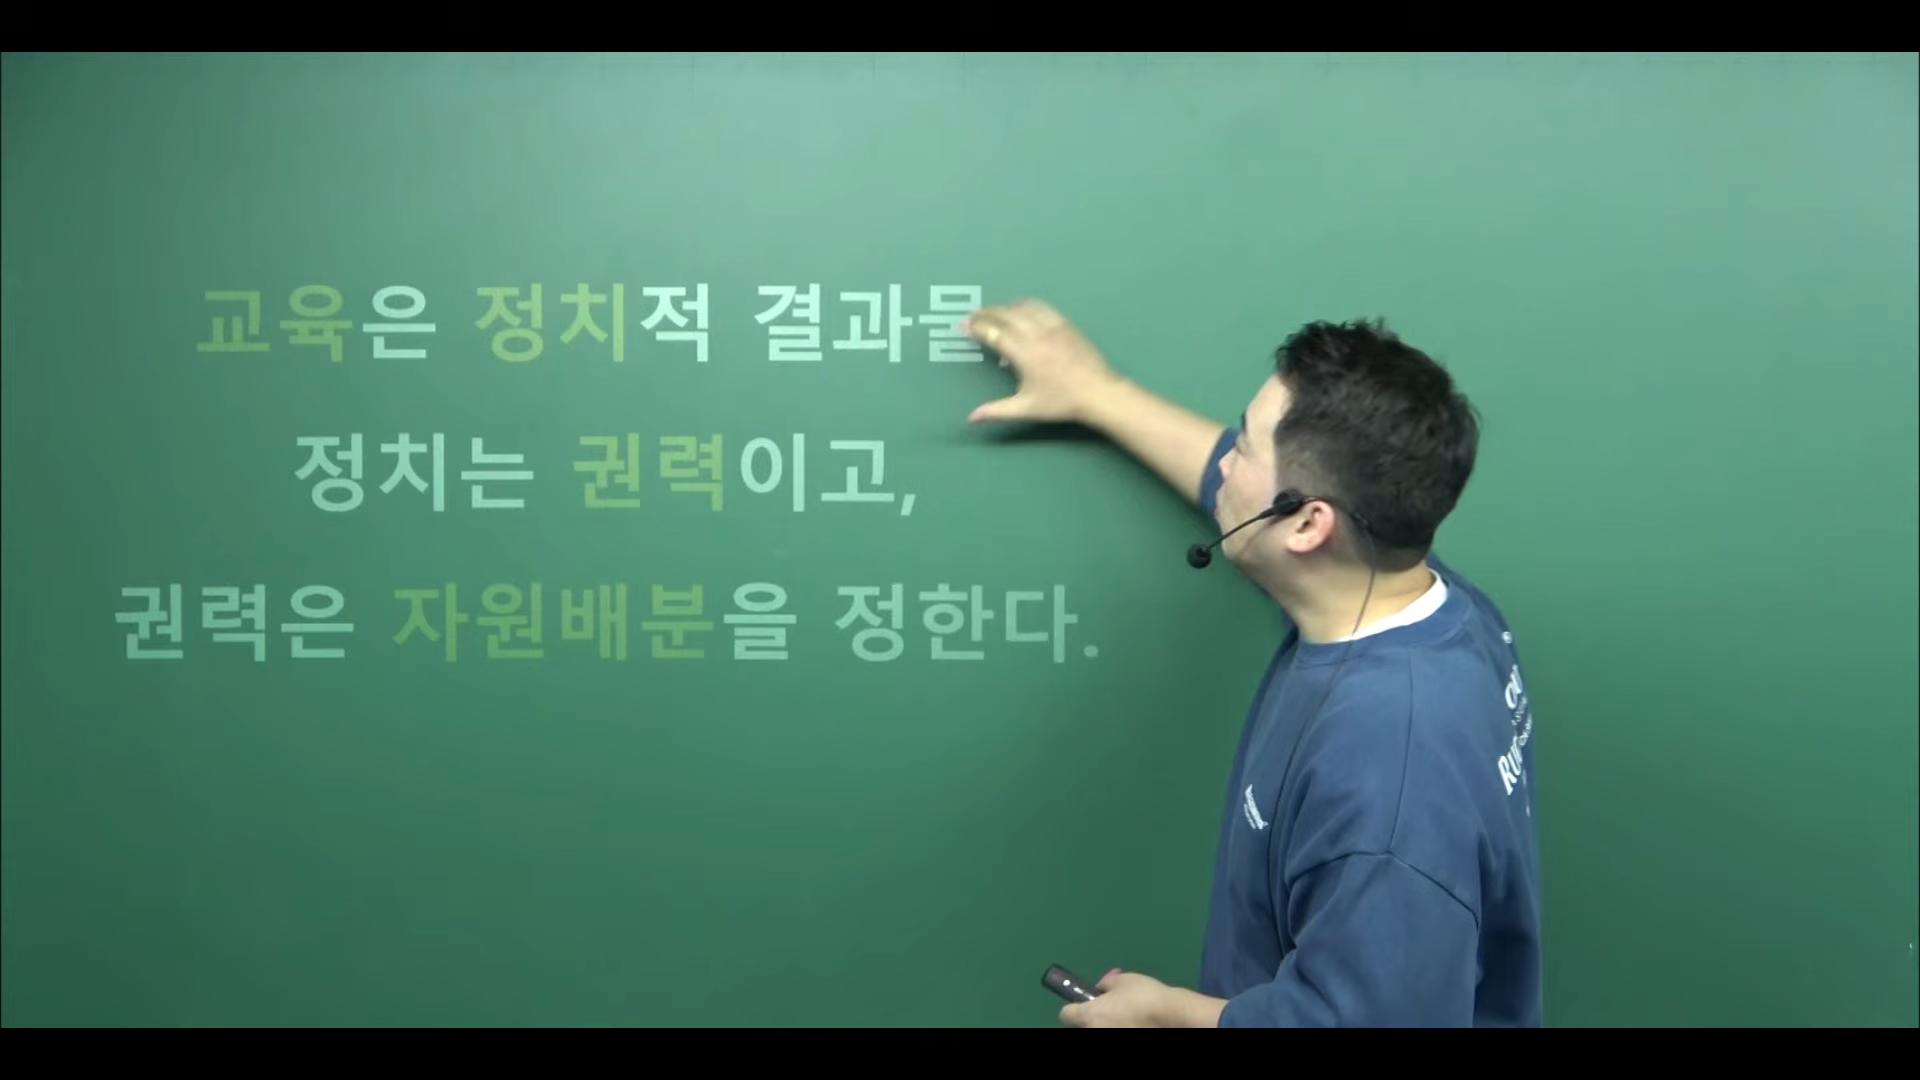 교육은 정치적 결과물
정치는 권력이고,
권력은 자원배분을 정한다.